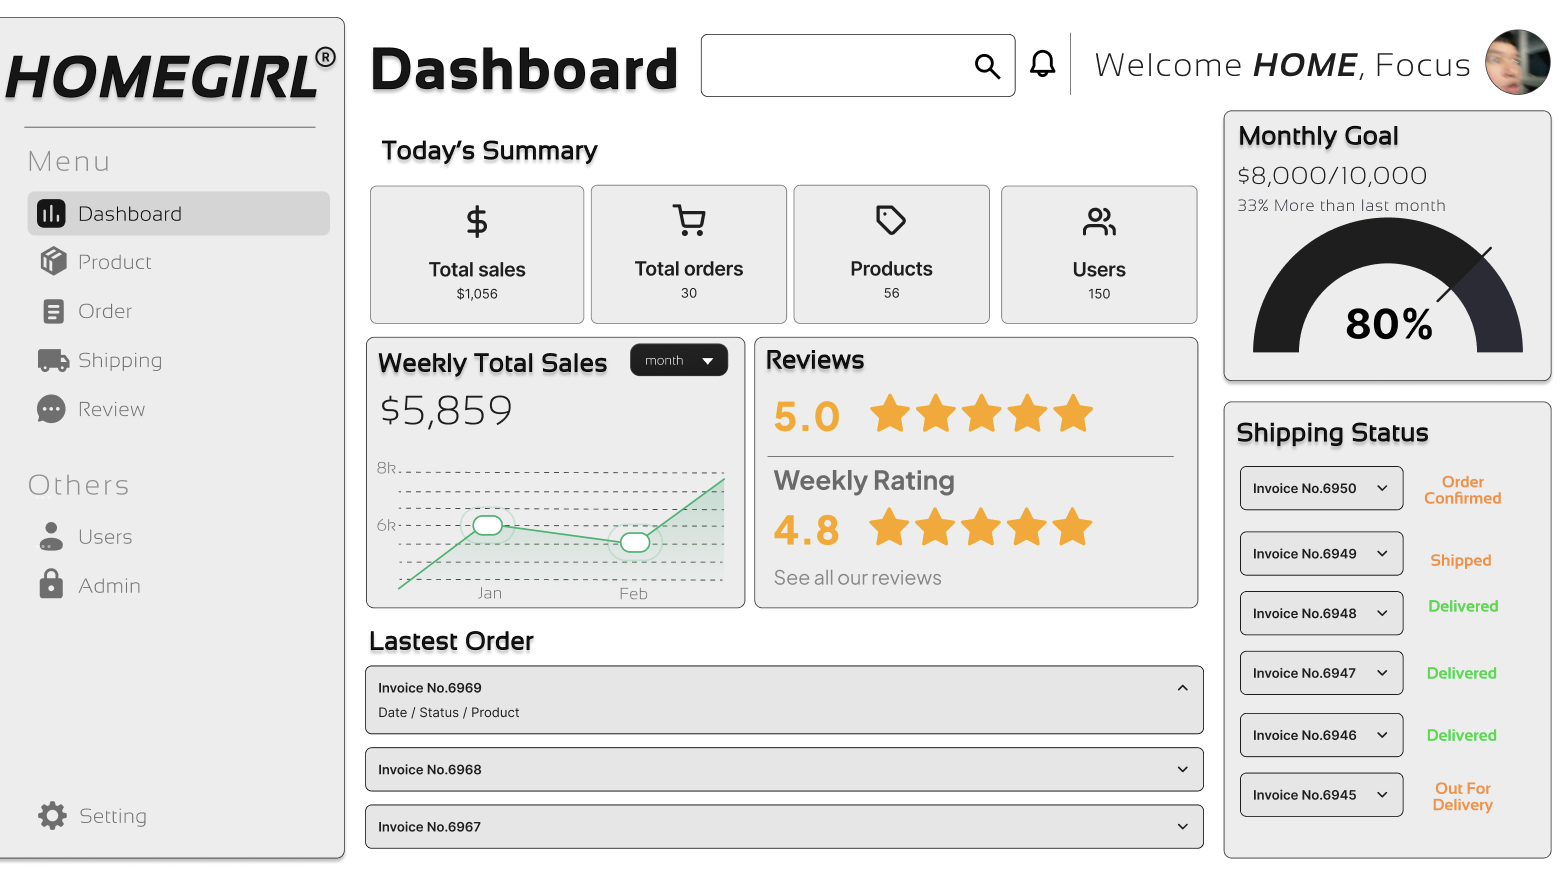 HOMEGIRL®
Menu
Dashboard
Product
Order
Shipping
Review
Others
Users
Admin
Setting
Dashboard
Welcome HOME, Focus
Today's Summary
Total sales
$1,056
Total orders
30
Products
56
Users
150
Weekly Total Sales
month
$5,859
8k
6k
Jan
Feb
Reviews
5.0
Weekly Rating
4.8
See all our reviews
Lastest Order
Invoice No.6969
Date / Status / Product
Invoice No.6968
Invoice No.6967
Monthly Goal
$8,000/10,000
33% More than last month
80%
Shipping Status
Invoice No.6950
Order
Confirmed
Invoice No.6949
Shipped
Invoice No.6948
Delivered
Invoice No.6947
Delivered
Invoice No.6946
Delivered
Invoice No.6945
Out For
Delivery